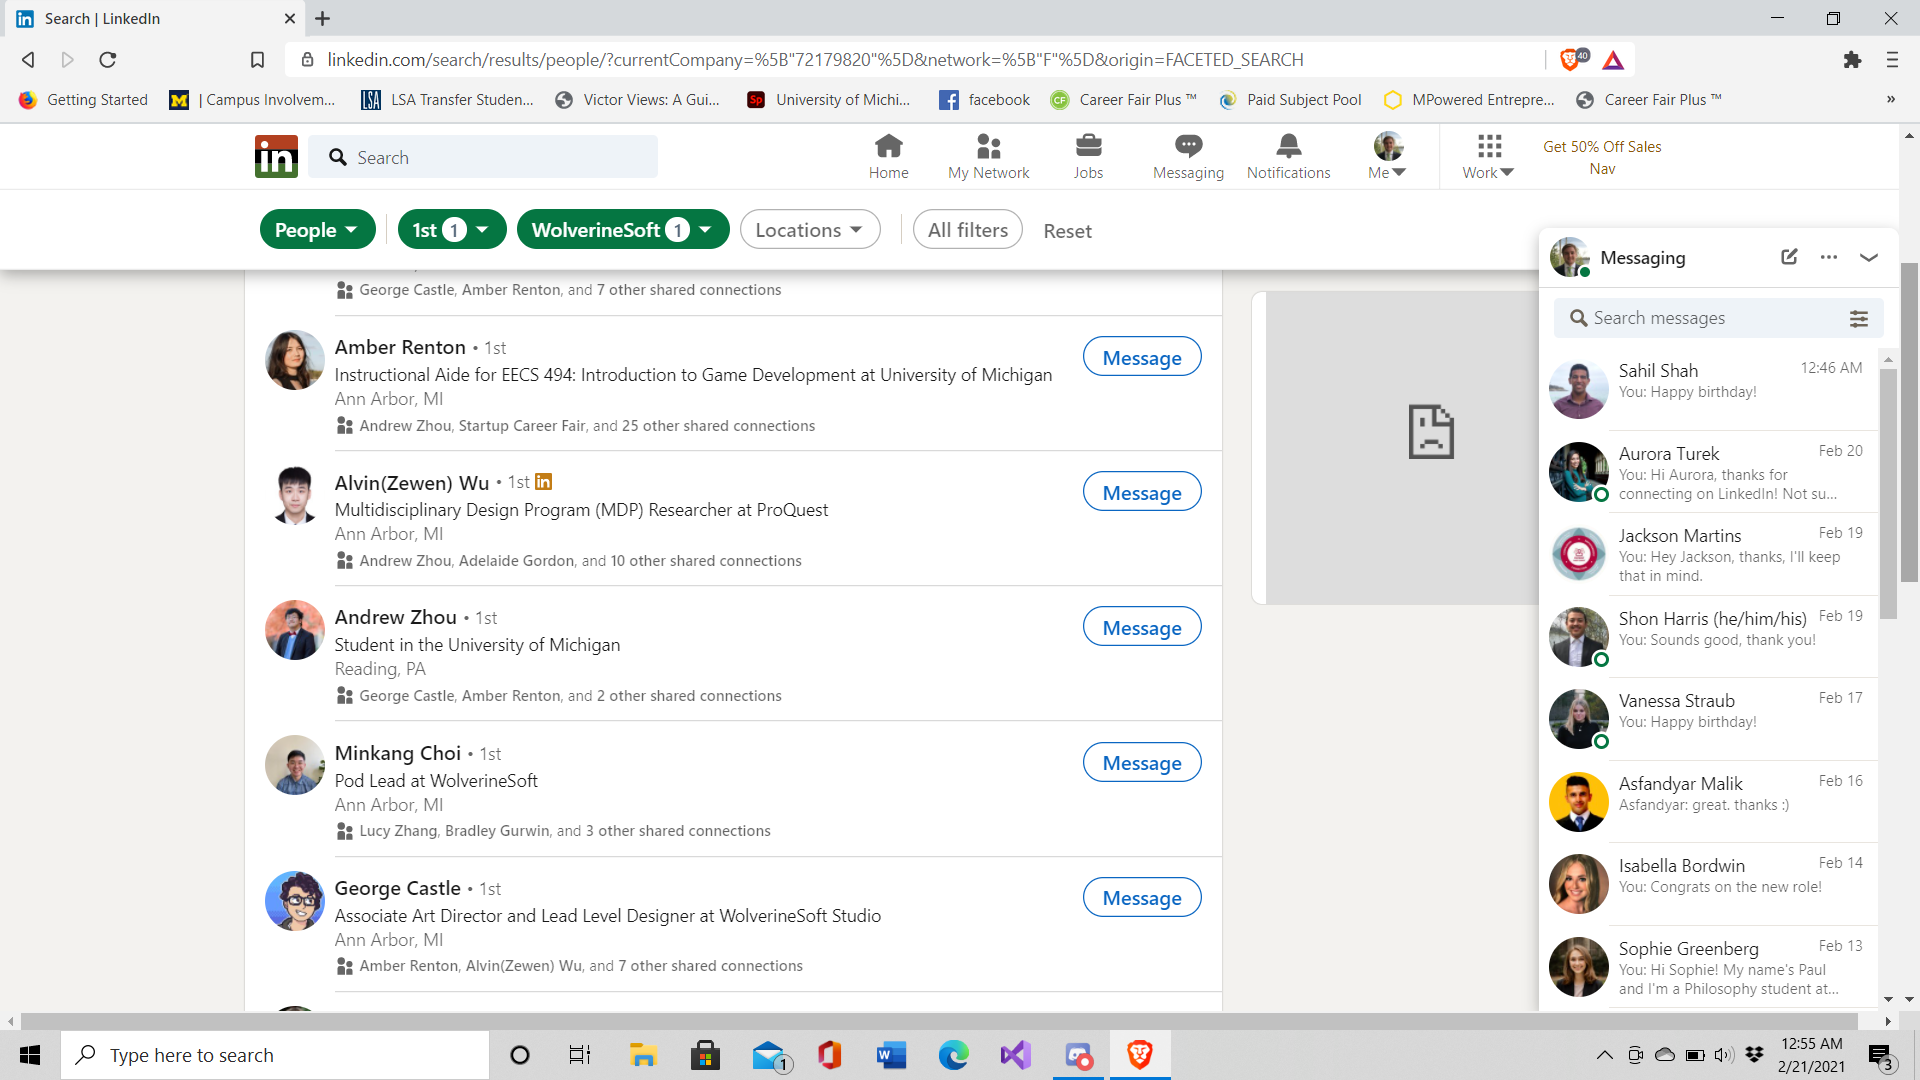 Search | LinkedIn
linkedin.com/search/results/people/?currentCompany=%5B"72179820"%5D&network=%5B"F"%5D&origin=FACETED_SEARCH
40
Getting Started
M | Campus Involvem...
LSA LSA Transfer Studen...
Victor Views: A Gui...
Sp University of Michi...
facebook
CF Career Fair Plus ™
Paid Subject Pool
MPowered Entrepre...
Career Fair Plus ™
»
in
Search
Home
My Network
Jobs
Messaging
Notifications
Me
Work
Get 50% Off Sales
Nav
People
1st 1
WolverineSoft 1
Locations
All filters
Reset
George Castle, Amber Renton, and 7 other shared connections
Amber Renton • 1st
Instructional Aide for EECS 494: Introduction to Game Development at University of Michigan
Ann Arbor, MI
Andrew Zhou, Startup Career Fair, and 25 other shared connections
Message
Alvin(Zewen) Wu • 1st in
Multidisciplinary Design Program (MDP) Researcher at ProQuest
Ann Arbor, MI
Andrew Zhou, Adelaide Gordon, and 10 other shared connections
Message
Andrew Zhou • 1st
Student in the University of Michigan
Reading, PA
George Castle, Amber Renton, and 2 other shared connections
Message
Minkang Choi • 1st
Pod Lead at WolverineSoft
Ann Arbor, MI
Lucy Zhang, Bradley Gurwin, and 3 other shared connections
Message
George Castle • 1st
Associate Art Director and Lead Level Designer at WolverineSoft Studio
Ann Arbor, MI
Amber Renton, Alvin(Zewen) Wu, and 7 other shared connections
Message
Messaging
Search messages
Sahil Shah 12:46 AM
You: Happy birthday!
Aurora Turek Feb 20
You: Hi Aurora, thanks for
connecting on LinkedIn! Not su...
Jackson Martins Feb 19
You: Hey Jackson, thanks, I'll keep
that in mind.
Shon Harris (he/him/his) Feb 19
You: Sounds good, thank you!
Vanessa Straub Feb 17
You: Happy birthday!
Asfandyar Malik Feb 16
Asfandyar: great. thanks :)
Isabella Bordwin Feb 14
You: Congrats on the new role!
Sophie Greenberg Feb 13
You: Hi Sophie! My name's Paul
and I'm a Philosophy student at...
Type here to search
1
W
12:55 AM
2/21/2021
3